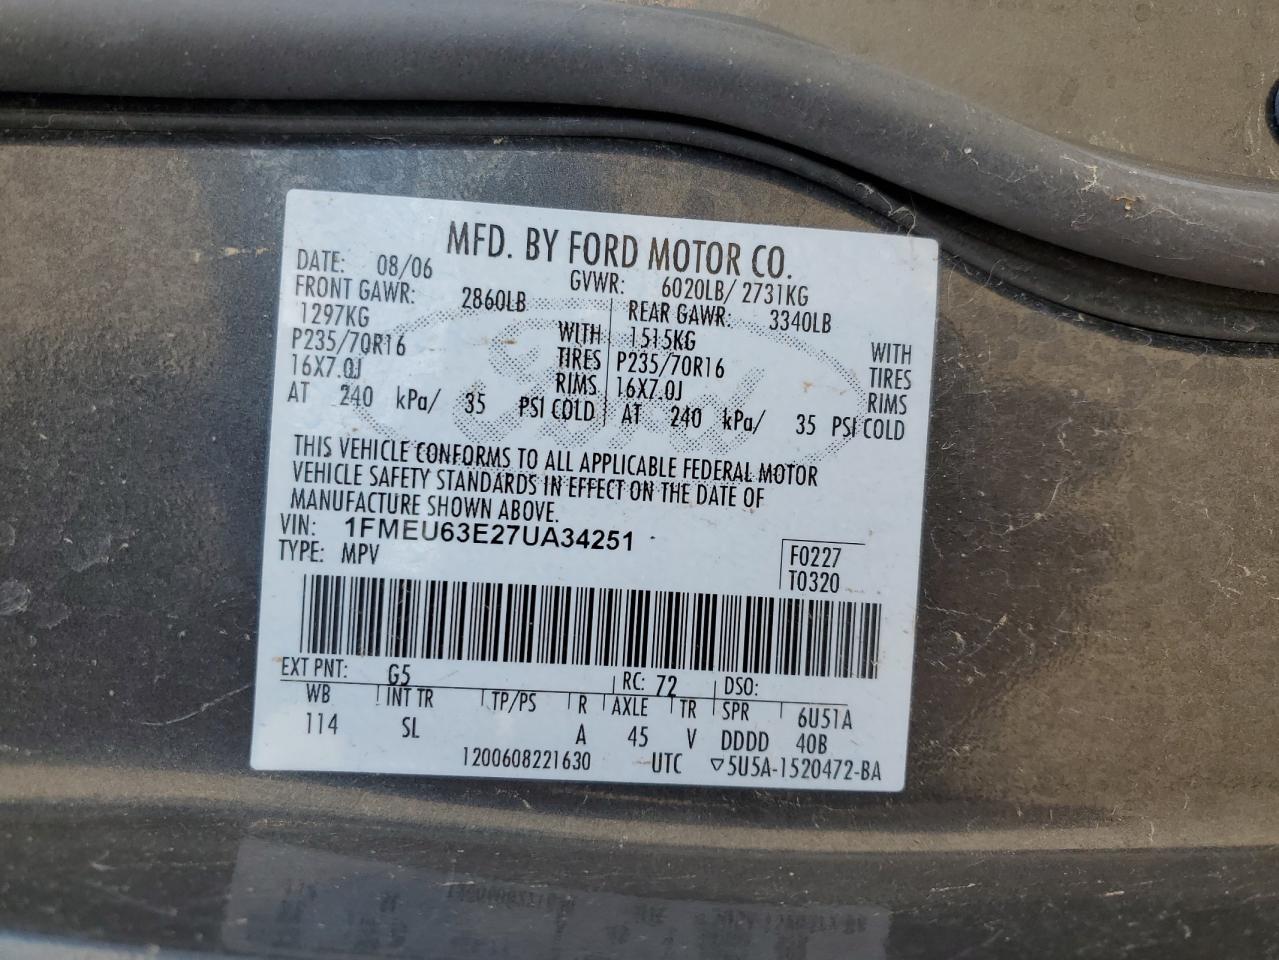 MFD. BY FORD MOTOR CO.
DATE: 08/06 GVWR: 6020LB/ 2731KG
FRONT GAWR: 2860LB REAR GAWR: 3340LB
1297KG WITH 1515KG WITH
P235/70R16 TIRES P235/70R16 TIRES
16X7.0J RIMS 16X7.0J RIMS
AT 240 kPa/ 35 PSI COLD AT 240 kPa/ 35 PSI COLD
THIS VEHICLE CONFORMS TO ALL APPLICABLE FEDERAL MOTOR
VEHICLE SAFETY STANDARDS IN EFFECT ON THE DATE OF
MANUFACTURE SHOWN ABOVE.
VIN: 1FMEU63E27UA34251
TYPE: MPV F0227
T0320
EXT PNT: G5 RC: 72 DSO:
WB INT TR TP/PS R AXLE TR SPR 6U51A
114 SL A 45 V DDDD 40B
1200608221630 UTC ▽5U5A-1520472-BA